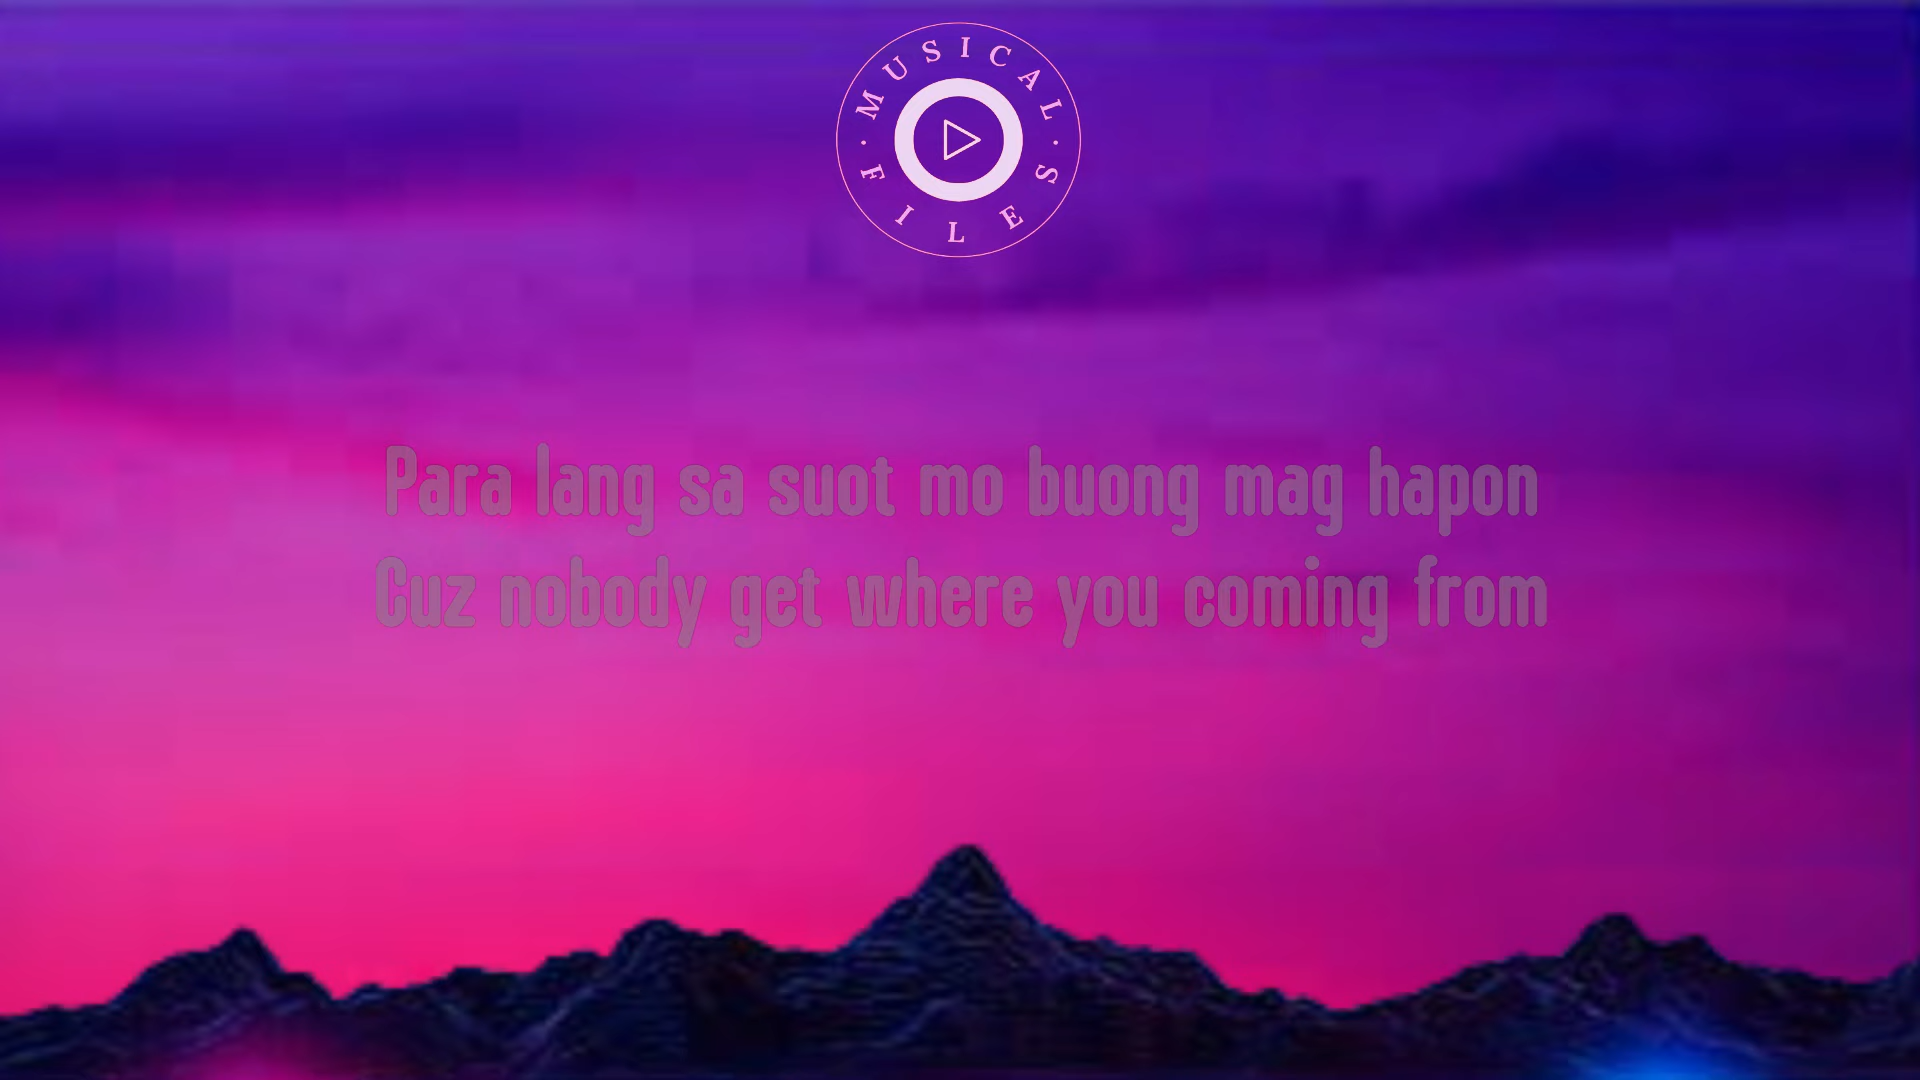 MUSICAL
FILES
Para lang sa suot mo buong mag hapon
Cuz nobody get where you coming from